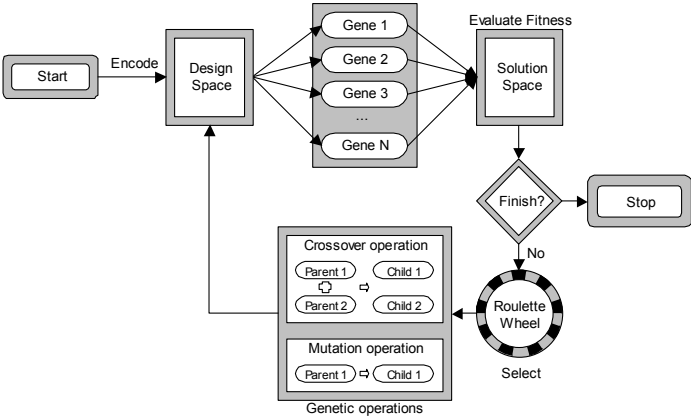 Start
Encode
Design
Space
Gene 1
Gene 2
Gene 3
...
Gene N
Evaluate Fitness
Solution
Space
Finish?
Stop
No
Roulette
Wheel
Select
Crossover operation
Parent 1
Child 1
Parent 2
Child 2
Mutation operation
Parent 1
Child 1
Genetic operations